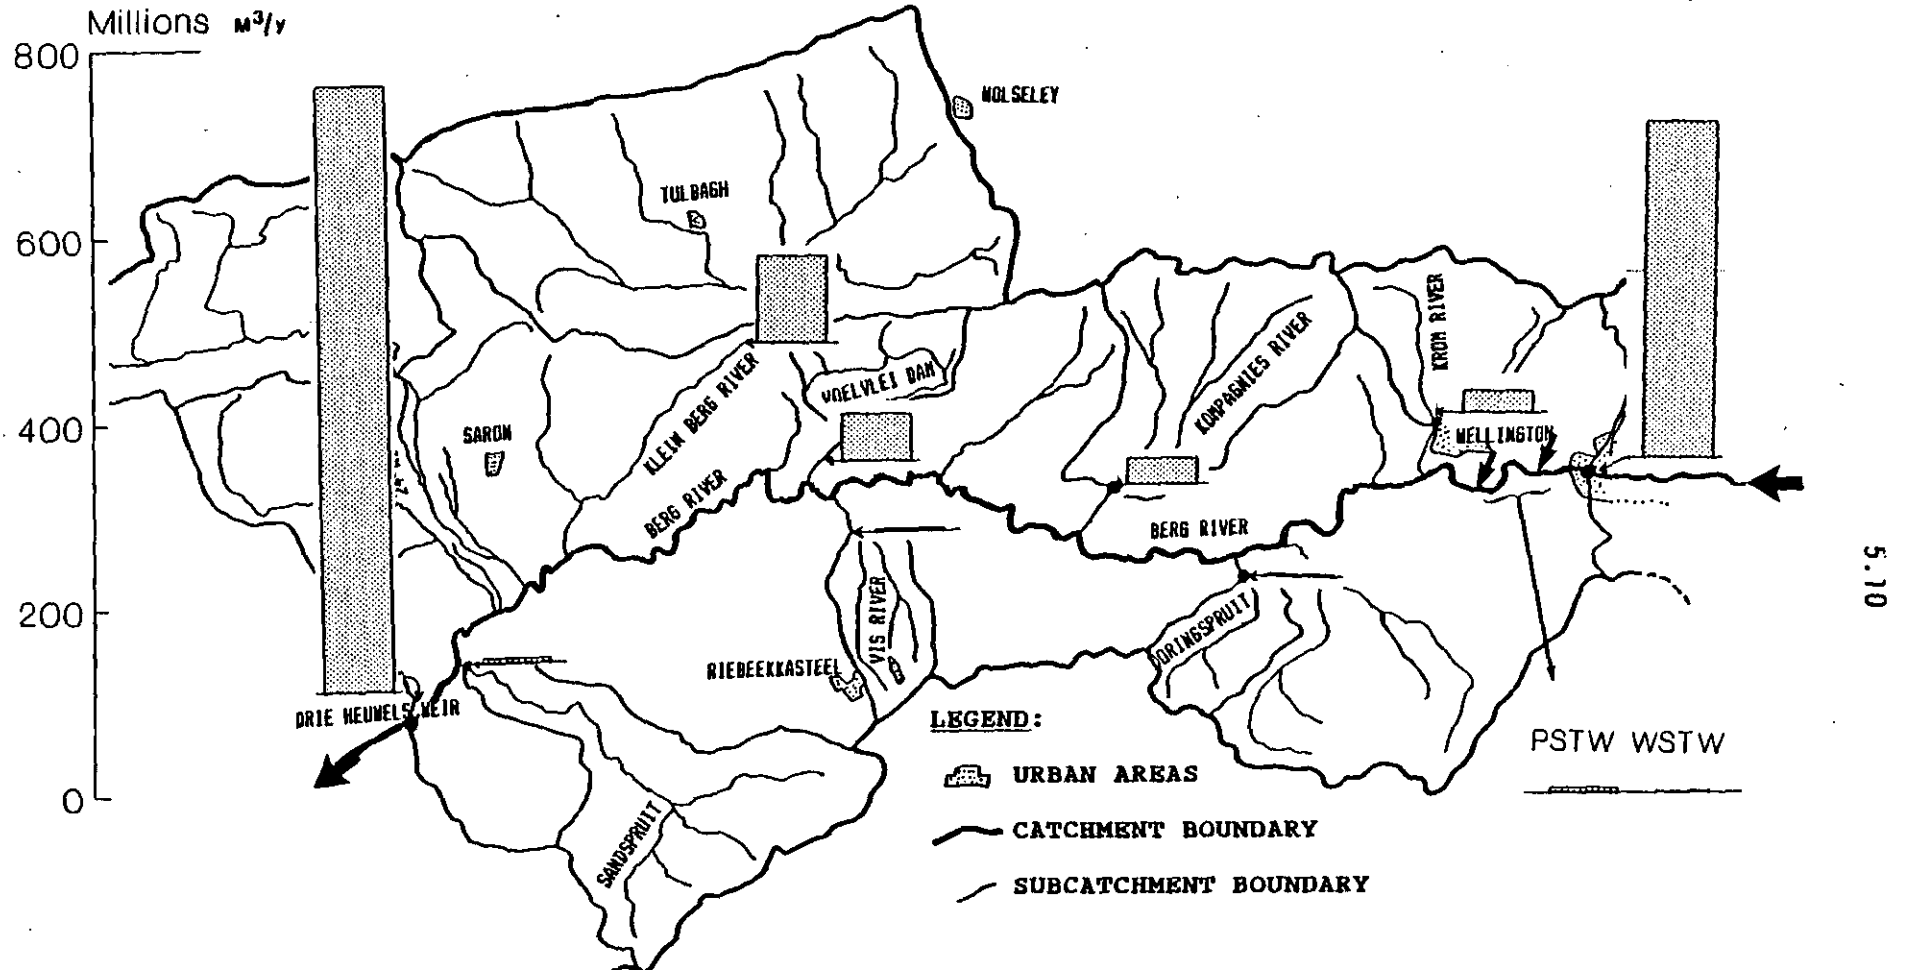 Millions M³/y
800
WOLSELEY
TULBAGH
600
KROM RIVER
KOMPAGNIES RIVER
VOELVLEI DAM
KLEIN BERG RIVER
400
SARON
WELLINGTON
BERG RIVER
BERG RIVER
5.10
200
VIS RIVER
DORINGSPRUIT
RIEBEEKKASTEEL
DRIE HEUWELS WEIR
LEGEND:
PSTW WSTW
URBAN AREAS
0
CATCHMENT BOUNDARY
SANDSPRUIT
SUBCATCHMENT BOUNDARY